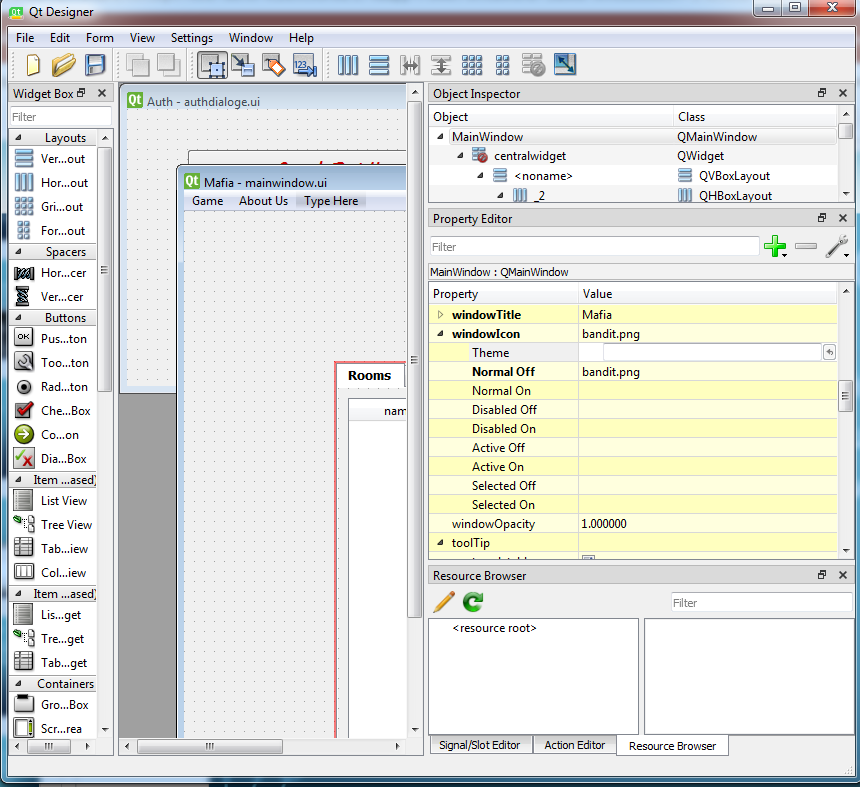 Qt Designer
File Edit Form View Settings Window Help
Widget Box
Filter
Layouts
Ver...out
Hor...out
Gri...out
For...out
Spacers
Hor...cer
Ver...cer
Buttons
OK Pus...ton
Too...ton
Rad...ton
Che...Box
Co...on
Dia...Box
Item ...ased)
List View
Tree View
Tab...iew
Col...iew
Item ...ased)
Lis...get
Tre...get
Tab...get
Containers
Gro...Box
Scr...rea
Qt Auth - authdialoge.ui
Qt Mafia - mainwindow.ui
Game About Us Type Here
Rooms
nam
Object Inspector
Object Class
MainWindow QMainWindow
centralwidget QWidget
<noname> QVBoxLayout
_2 QHBoxLayout
Property Editor
Filter
MainWindow : QMainWindow
Property Value
windowTitle Mafia
windowIcon bandit.png
Theme
Normal Off bandit.png
Normal On
Disabled Off
Disabled On
Active Off
Active On
Selected Off
Selected On
windowOpacity 1.000000
toolTip
Resource Browser
Filter
<resource root>
Signal/Slot Editor Action Editor Resource Browser